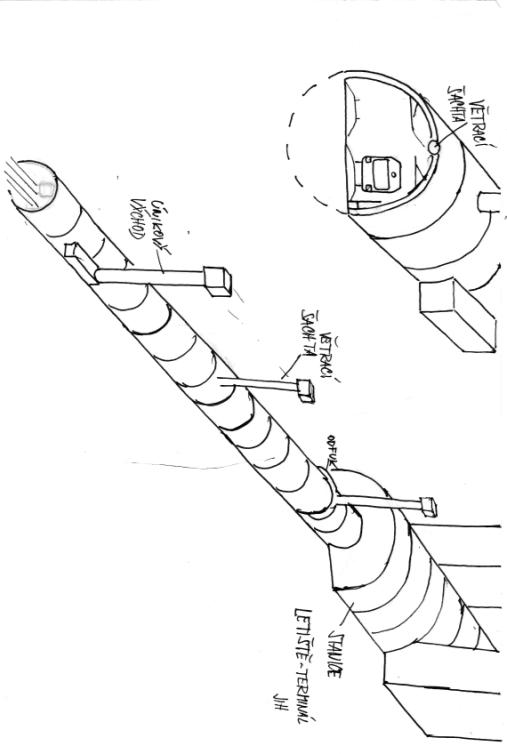 VĚTRACÍ
ŠACHTA
ÚNIKOVÝ
VÝCHOD
VĚTRACÍ
ŠACHTA
ODFUK
STANICE
LETIŠTĚ-TERMINÁL
JIH